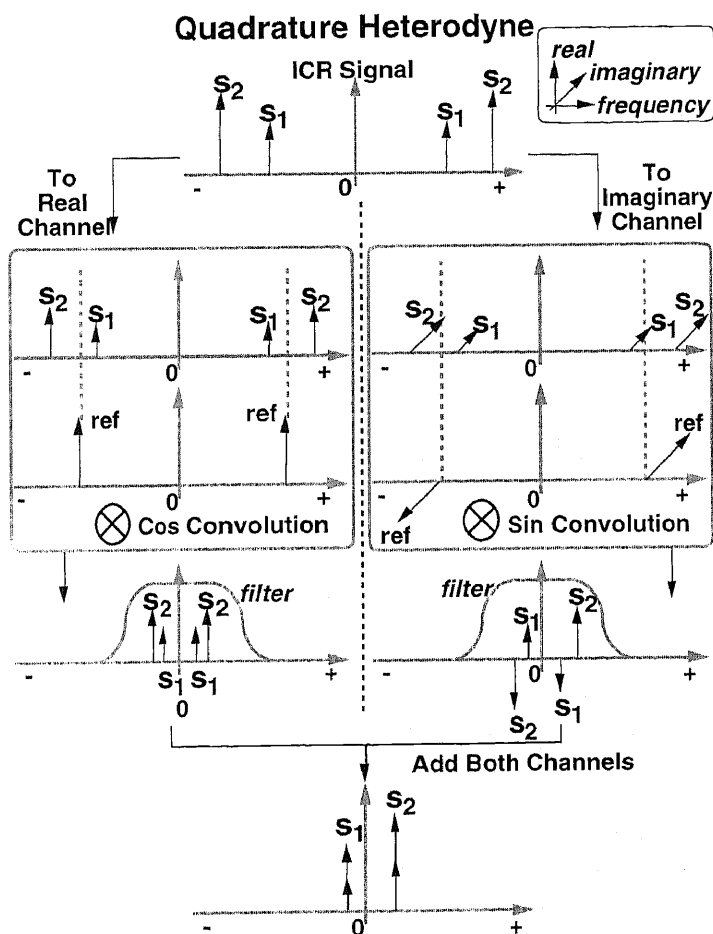 Quadrature Heterodyne
ICR Signal
real
imaginary
frequency
S2
S1
S1
S2
-
0
+
To
Real
Channel
To
Imaginary
Channel
S2
S1
S1
S2
-
0
+
ref
ref
-
0
+
⊗ Cos Convolution
S2
S1
S1
S2
-
0
+
ref
-
0
+
ref
⊗ Sin Convolution
filter
S2
S2
-
S1
S1
+
0
filter
S1
S2
-
0
+
S2
S1
Add Both Channels
S1
S2
-
0
+